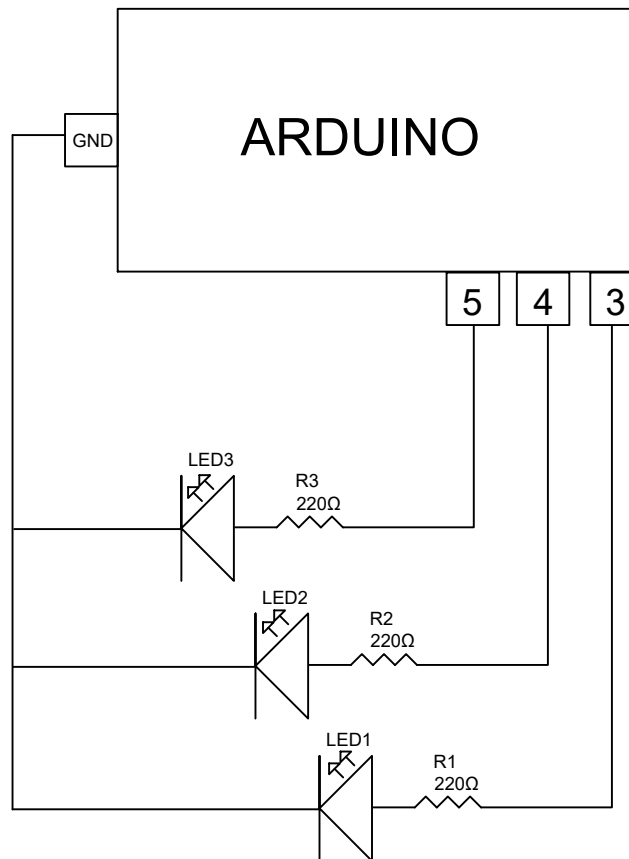 ARDUINO
GND
5 4 3
LED3
R3
220Ω
LED2
R2
220Ω
LED1
R1
220Ω